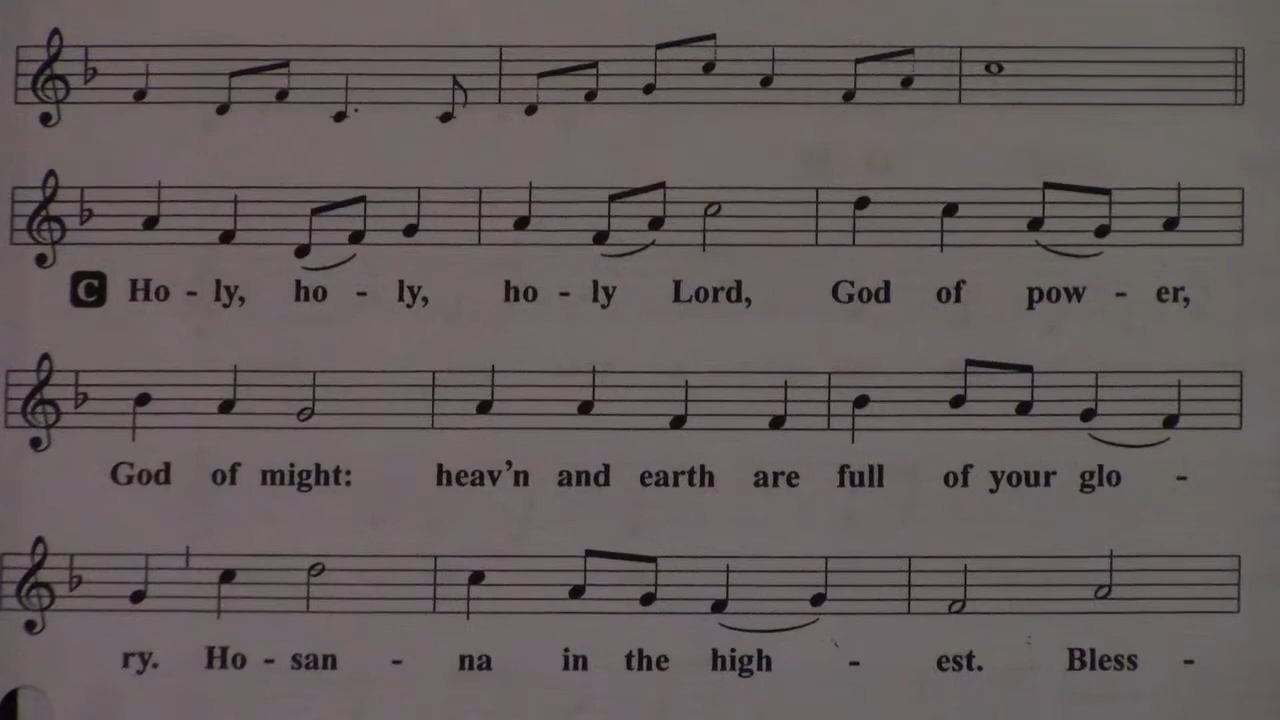 C Ho - ly, ho - ly, ho - ly Lord, God of pow - er,
God of might: heav’n and earth are full of your glo -
ry. Ho - san - na in the high - est. Bless -